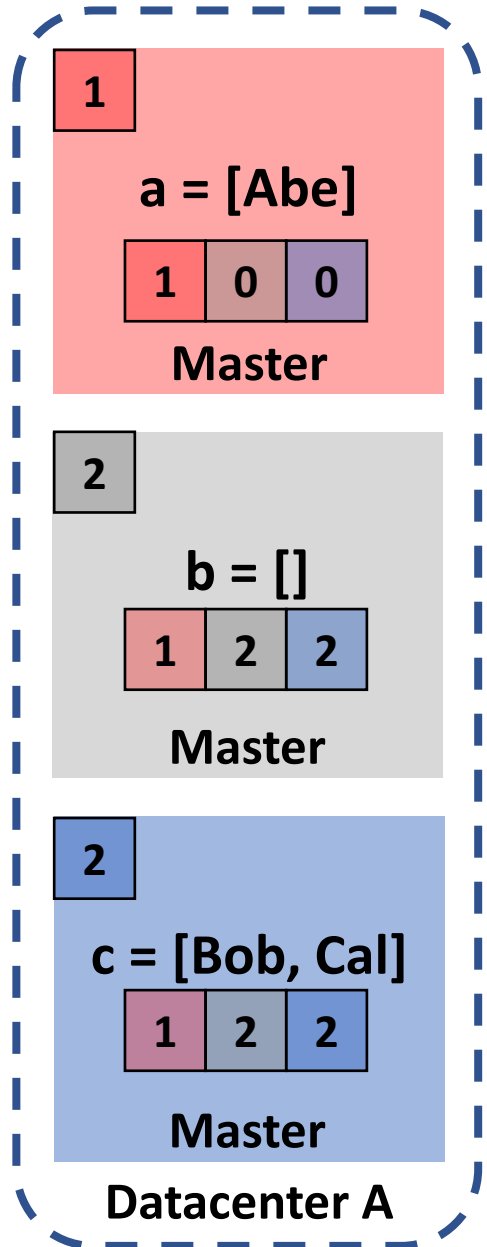 1
a = [Abe]
1 0 0
Master
2
b = []
1 2 2
Master
2
c = [Bob, Cal]
1 2 2
Master
Datacenter A